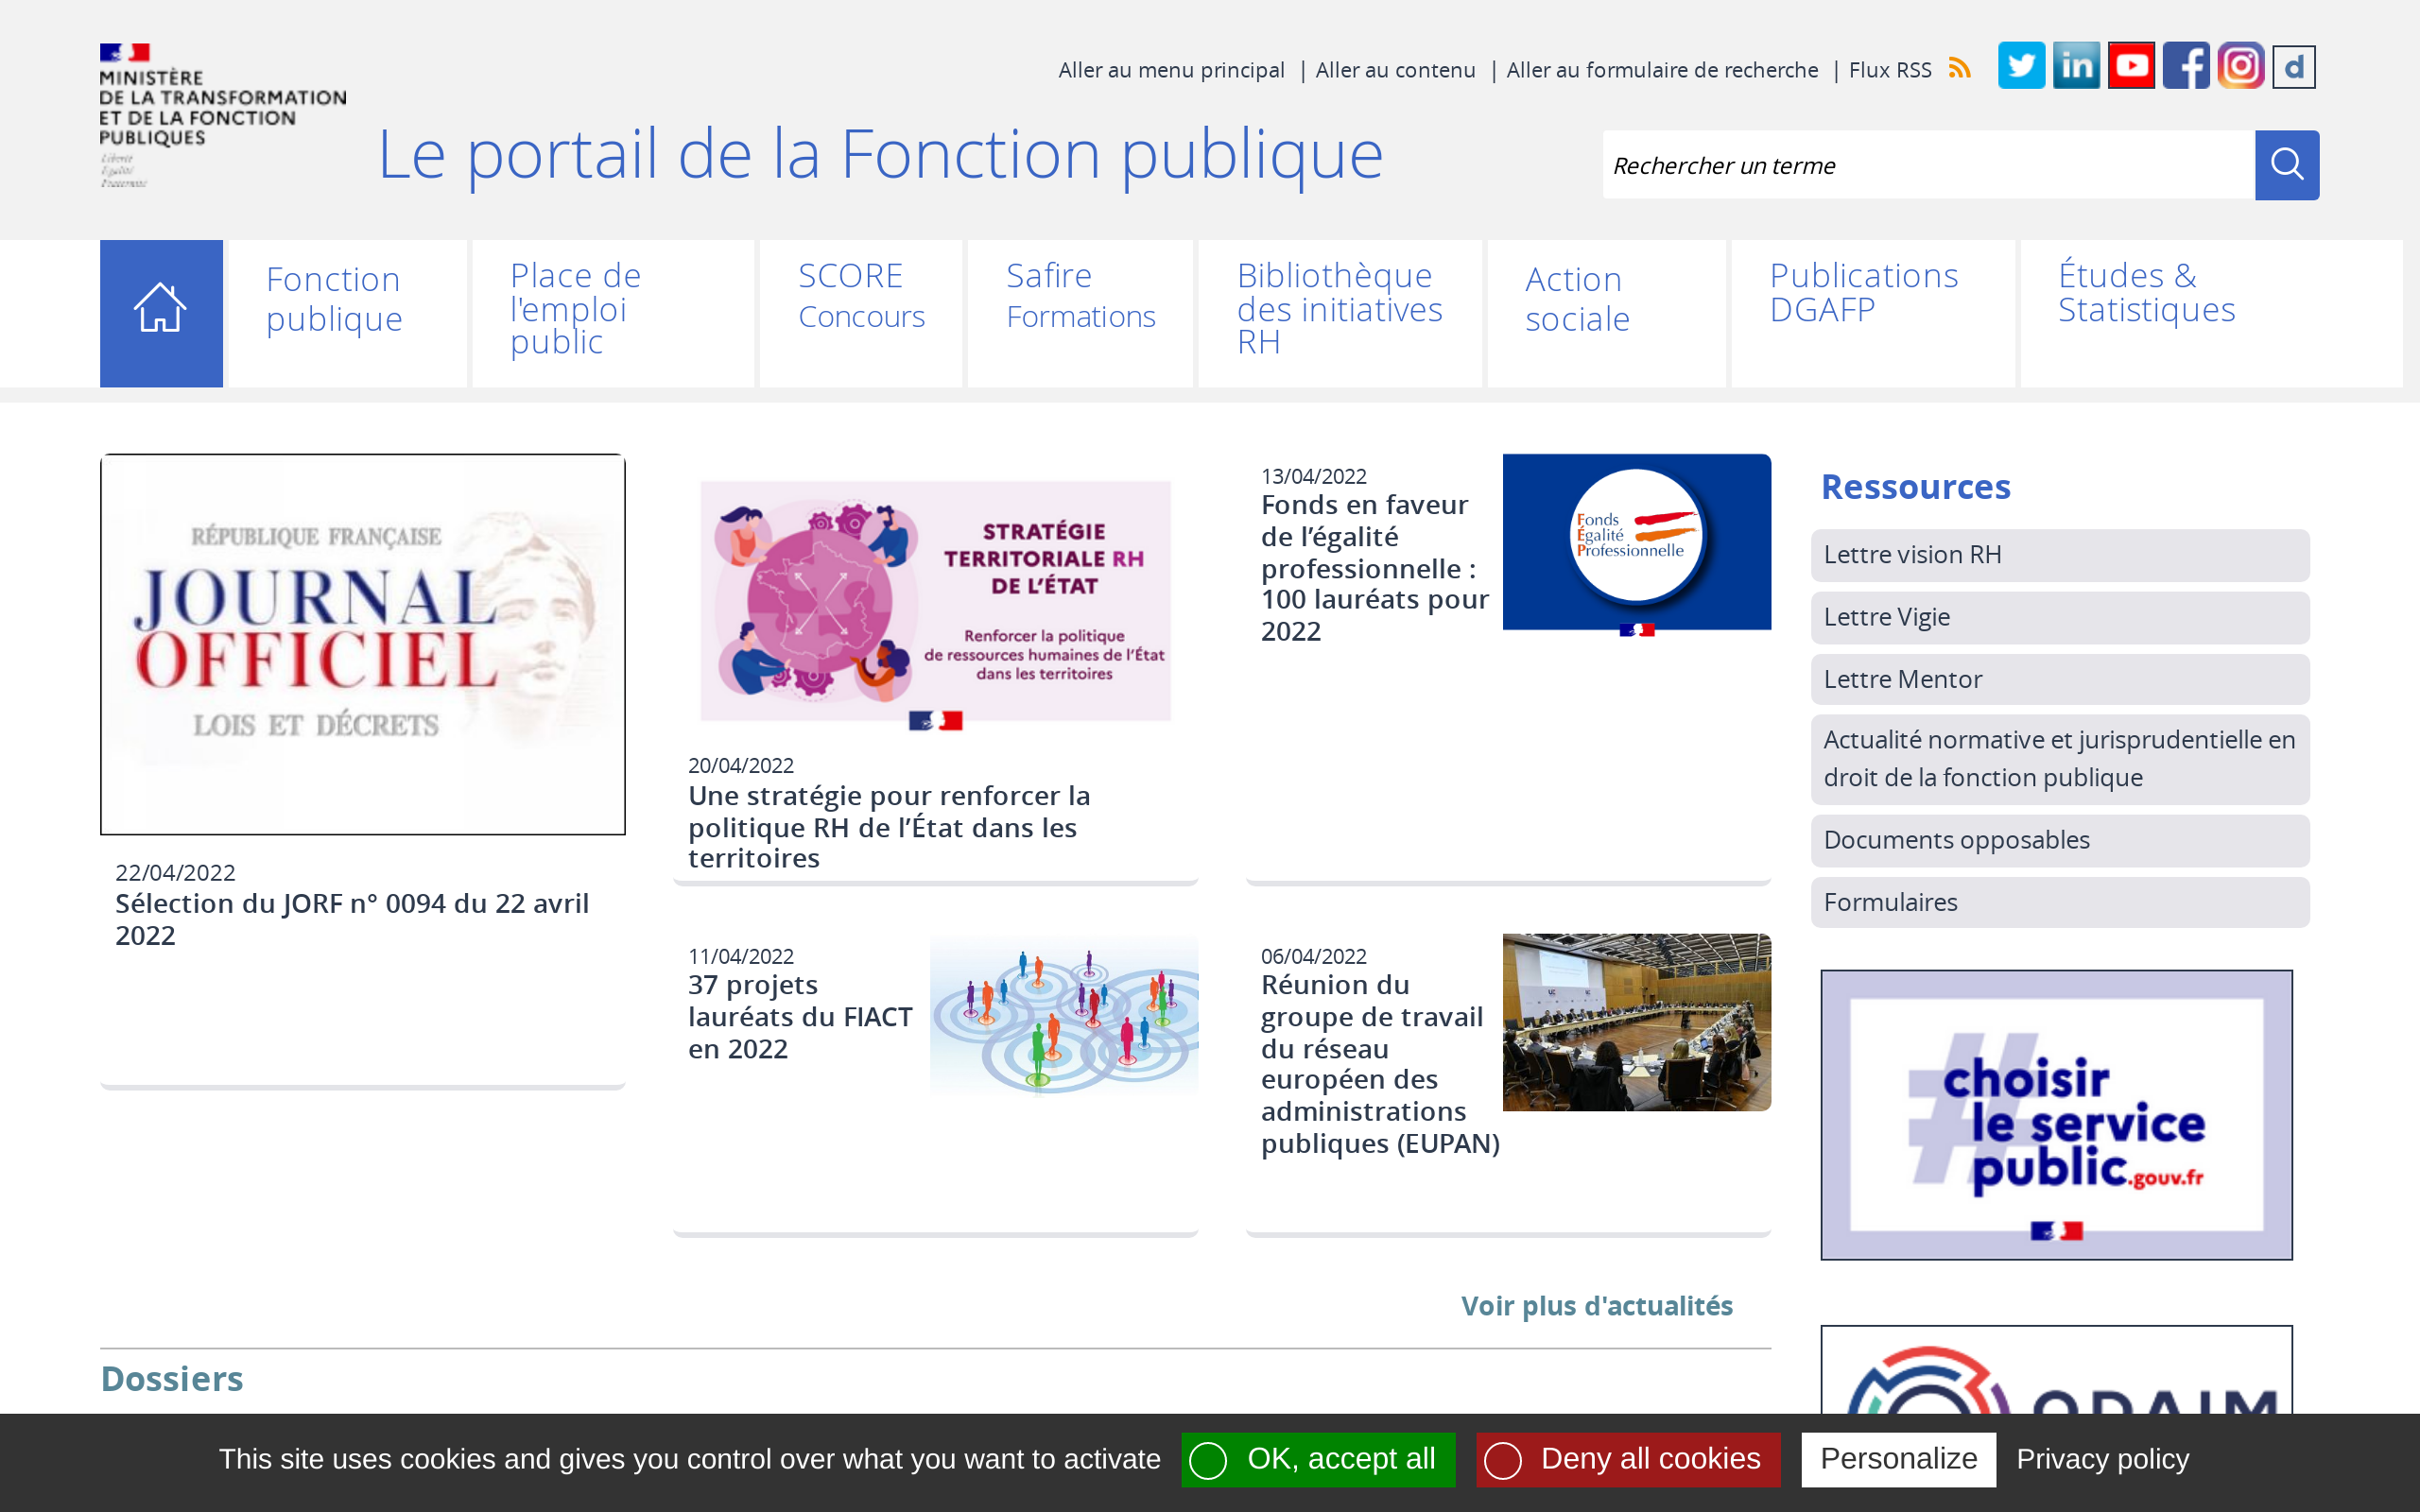 MINISTÈRE
DE LA TRANSFORMATION
ET DE LA FONCTION
PUBLIQUES
Liberté
Égalité
Fraternité
Aller au menu principal | Aller au contenu | Aller au formulaire de recherche | Flux RSS
Le portail de la Fonction publique
Rechercher un terme
Fonction
publique
Place de
l'emploi
public
SCORE
Concours
Safire
Formations
Bibliothèque
des initiatives
RH
Action
sociale
Publications
DGAFP
Études &
Statistiques
RÉPUBLIQUE FRANÇAISE
JOURNAL
OFFICIEL
LOIS ET DÉCRETS
22/04/2022
Sélection du JORF n° 0094 du 22 avril
2022
STRATÉGIE
TERRITORIALE RH
DE L'ÉTAT
Renforcer la politique
de ressources humaines de l'État
dans les territoires
20/04/2022
Une stratégie pour renforcer la
politique RH de l’État dans les
territoires
13/04/2022
Fonds en faveur
de l’égalité
professionnelle :
100 lauréats pour
2022
Fonds
Égalité
Professionnelle
11/04/2022
37 projets
lauréats du FIACT
en 2022
06/04/2022
Réunion du
groupe de travail
du réseau
européen des
administrations
publiques (EUPAN)
Voir plus d'actualités
Dossiers
Ressources
Lettre vision RH
Lettre Vigie
Lettre Mentor
Actualité normative et jurisprudentielle en
droit de la fonction publique
Documents opposables
Formulaires
#
choisir
le service
public.gouv.fr
This site uses cookies and gives you control over what you want to activate
OK, accept all
Deny all cookies
Personalize
Privacy policy